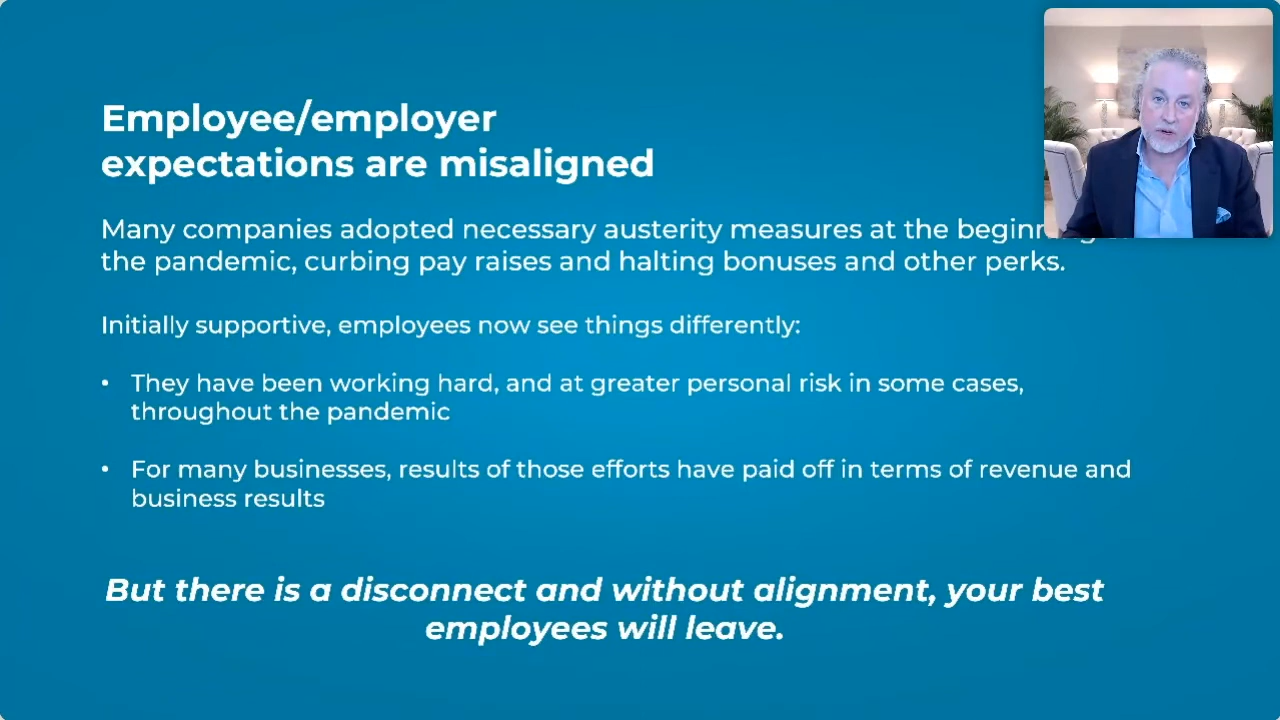 Employee/employer
expectations are misaligned
Many companies adopted necessary austerity measures at the
the pandemic, curbing pay raises and halting bonuses and other perks.
Initially supportive, employees now see things differently:
• They have been working hard, and at greater personal risk in some cases,
throughout the pandemic
• For many businesses, results of those efforts have paid off in terms of revenue and
business results
But there is a disconnect and without alignment, your best
employees will leave.